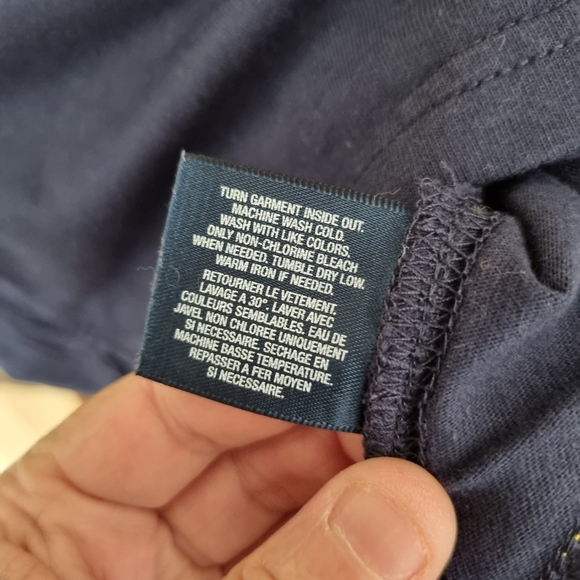 TURN GARMENT INSIDE OUT.
MACHINE WASH COLD.
WASH WITH LIKE COLORS.
ONLY NON-CHLORINE BLEACH
WHEN NEEDED. TUMBLE DRY LOW.
WARM IRON IF NEEDED.
RETOURNER LE VETEMENT.
LAVAGE A 30°. LAVER AVEC
COULEURS SEMBLABLES. EAU DE
JAVEL NON CHLOREE UNIQUEMENT
SI NECESSAIRE. SECHAGE EN
MACHINE BASSE TEMPERATURE.
REPASSER A FER MOYEN
SI NECESSAIRE.